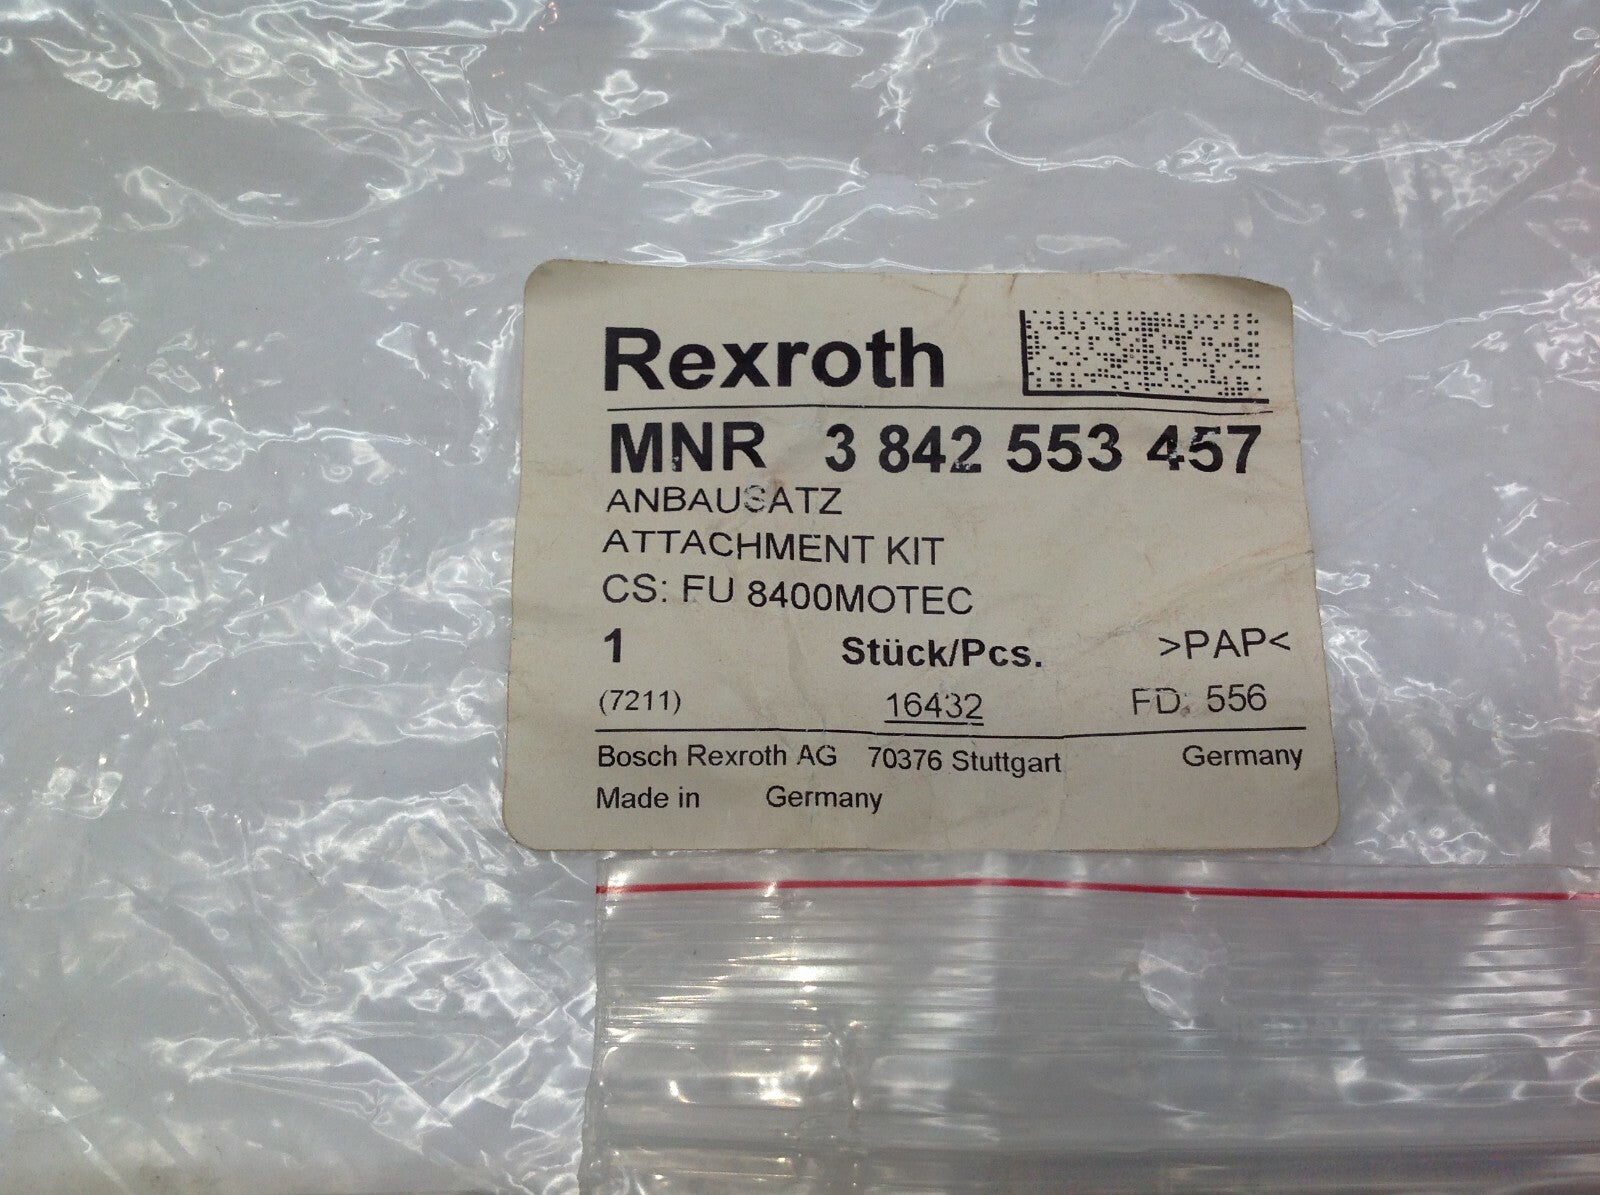 Rexroth
MNR 3 842 553 457
ANBAUSATZ
ATTACHMENT KIT
CS: FU 8400MOTEC
1 Stück/Pcs. >PAP<
(7211) 16432 FD: 556
Bosch Rexroth AG 70376 Stuttgart Germany
Made in Germany